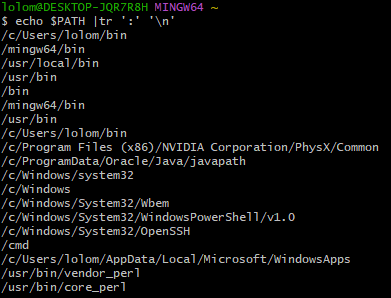 lolom@DESKTOP-JQR7R8H MINGW64 ~
$ echo $PATH |tr ':' '\n'
/c/Users/lolom/bin
/mingw64/bin
/usr/local/bin
/usr/bin
/bin
/mingw64/bin
/usr/bin
/c/Users/lolom/bin
/c/Program Files (x86)/NVIDIA Corporation/PhysX/Common
/c/ProgramData/Oracle/Java/javapath
/c/Windows/system32
/c/Windows
/c/Windows/System32/Wbem
/c/Windows/System32/WindowsPowerShell/v1.0
/c/Windows/System32/OpenSSH
/cmd
/c/Users/lolom/AppData/Local/Microsoft/WindowsApps
/usr/bin/vendor_perl
/usr/bin/core_perl